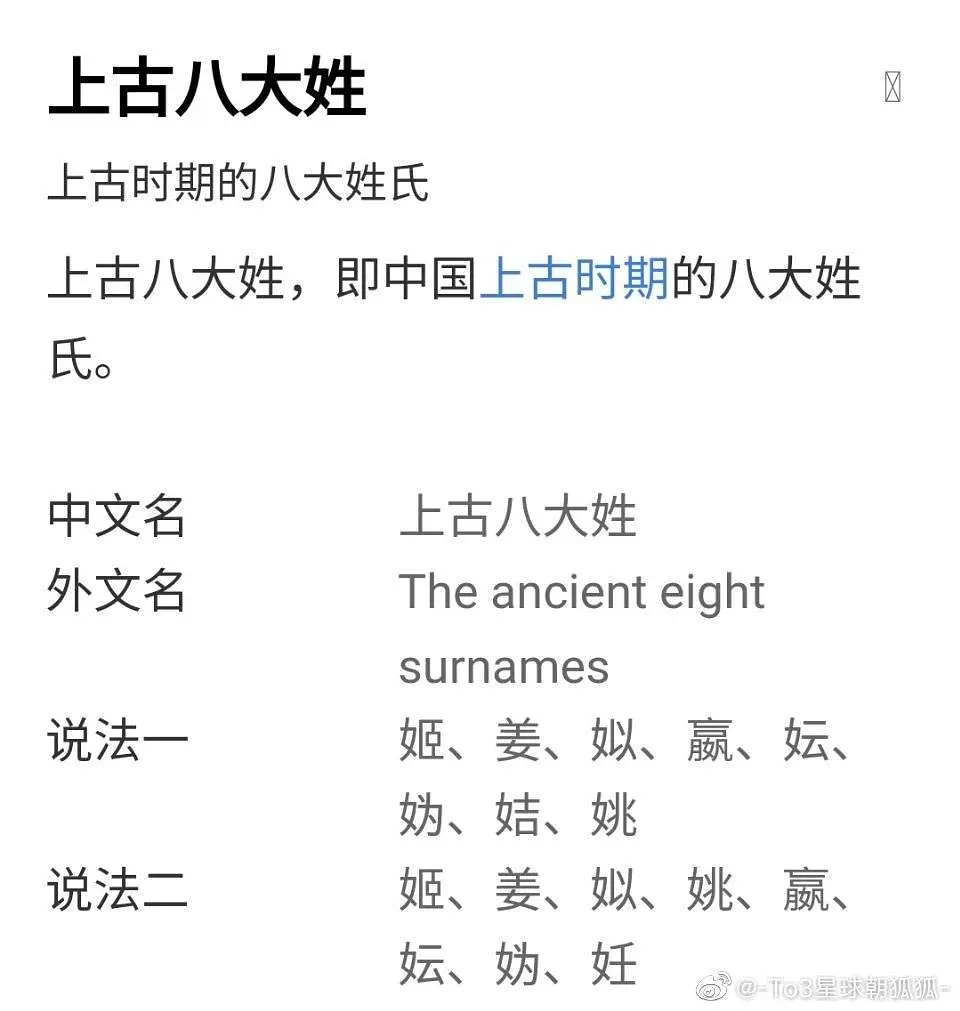 上古八大姓
上古时期的八大姓氏
上古八大姓，即中国上古时期的八大姓
氏。
中文名 上古八大姓
外文名 The ancient eight
surnames
说法一 姬、姜、姒、嬴、妘、
妫、姞、姚
说法二 姬、姜、姒、姚、嬴、
妘、妫、妊
@-To3星球朝狐狐-